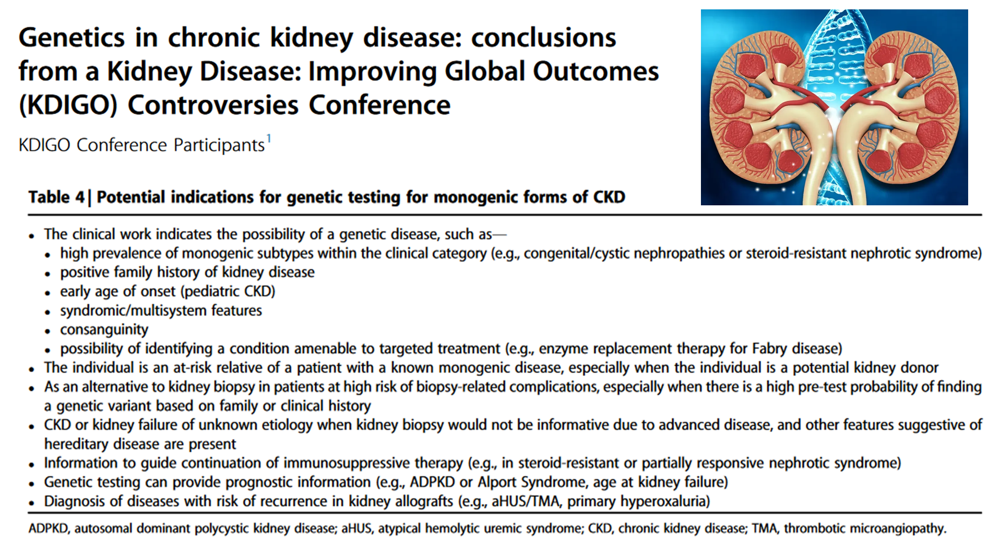 Genetics in chronic kidney disease: conclusions
from a Kidney Disease: Improving Global Outcomes
(KDIGO) Controversies Conference
KDIGO Conference Participants¹
Table 4| Potential indications for genetic testing for monogenic forms of CKD
• The clinical work indicates the possibility of a genetic disease, such as—
• high prevalence of monogenic subtypes within the clinical category (e.g., congenital/cystic nephropathies or steroid-resistant nephrotic syndrome)
• positive family history of kidney disease
• early age of onset (pediatric CKD)
• syndromic/multisystem features
• consanguinity
• possibility of identifying a condition amenable to targeted treatment (e.g., enzyme replacement therapy for Fabry disease)
• The individual is an at-risk relative of a patient with a known monogenic disease, especially when the individual is a potential kidney donor
• As an alternative to kidney biopsy in patients at high risk of biopsy-related complications, especially when there is a high pre-test probability of finding
a genetic variant based on family or clinical history
• CKD or kidney failure of unknown etiology when kidney biopsy would not be informative due to advanced disease, and other features suggestive of
hereditary disease are present
• Information to guide continuation of immunosuppressive therapy (e.g., in steroid-resistant or partially responsive nephrotic syndrome)
• Genetic testing can provide prognostic information (e.g., ADPKD or Alport Syndrome, age at kidney failure)
• Diagnosis of diseases with risk of recurrence in kidney allografts (e.g., aHUS/TMA, primary hyperoxaluria)
ADPKD, autosomal dominant polycystic kidney disease; aHUS, atypical hemolytic uremic syndrome; CKD, chronic kidney disease; TMA, thrombotic microangiopathy.